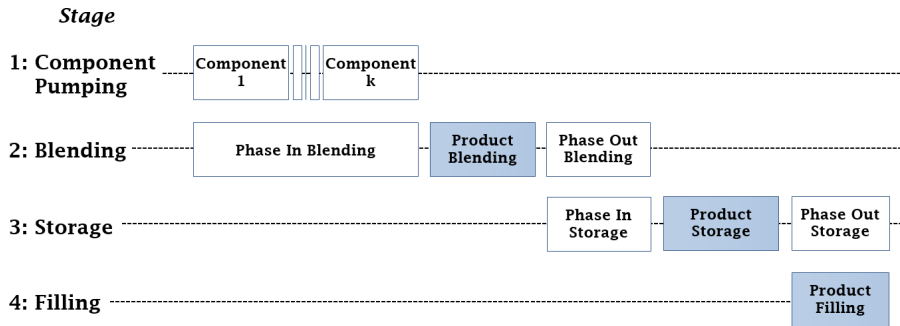 Stage
1: Component
Pumping
Component
1
Component
k
2: Blending
Phase In Blending
Product
Blending
Phase Out
Blending
3: Storage
Phase In
Storage
Product
Storage
Phase Out
Storage
4: Filling
Product
Filling